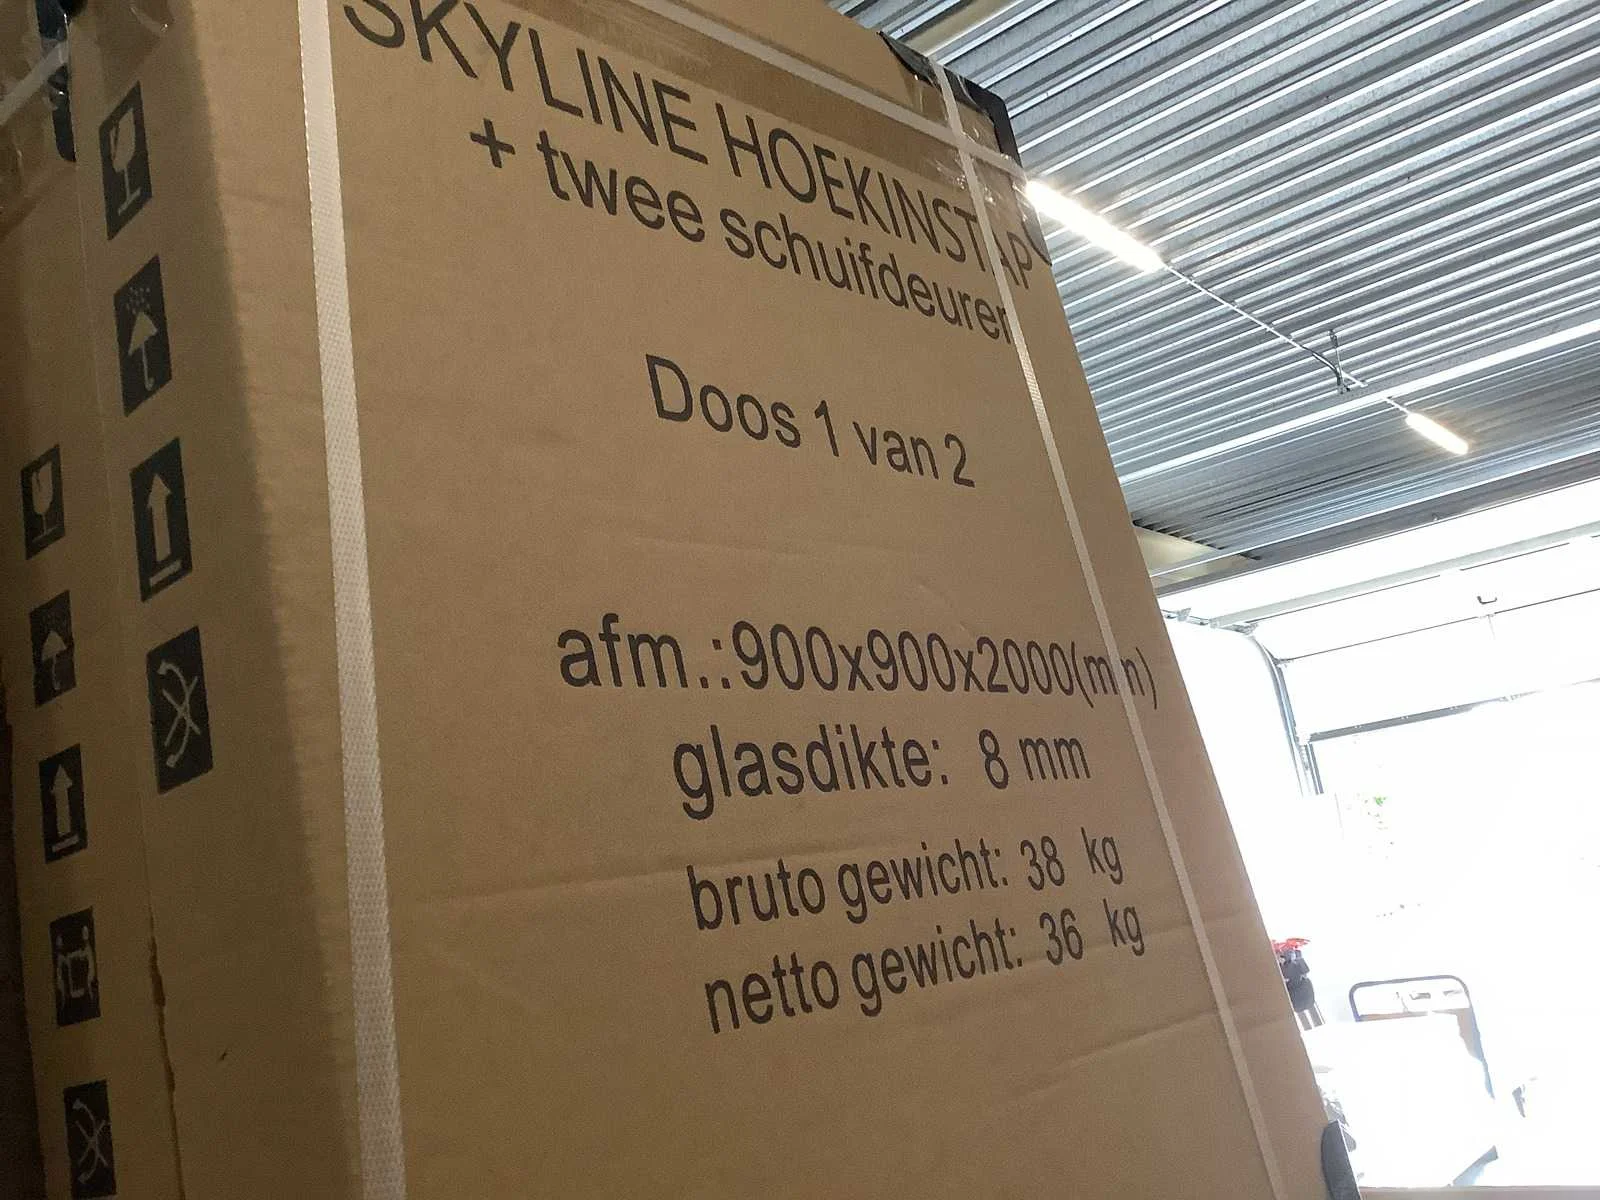 SKYLINE HOEKINSTAP
+ twee schuifdeuren
Doos 1 van 2
afm.:900x900x2000(mm)
glasdikte: 8 mm
bruto gewicht: 38 kg
netto gewicht: 36 kg